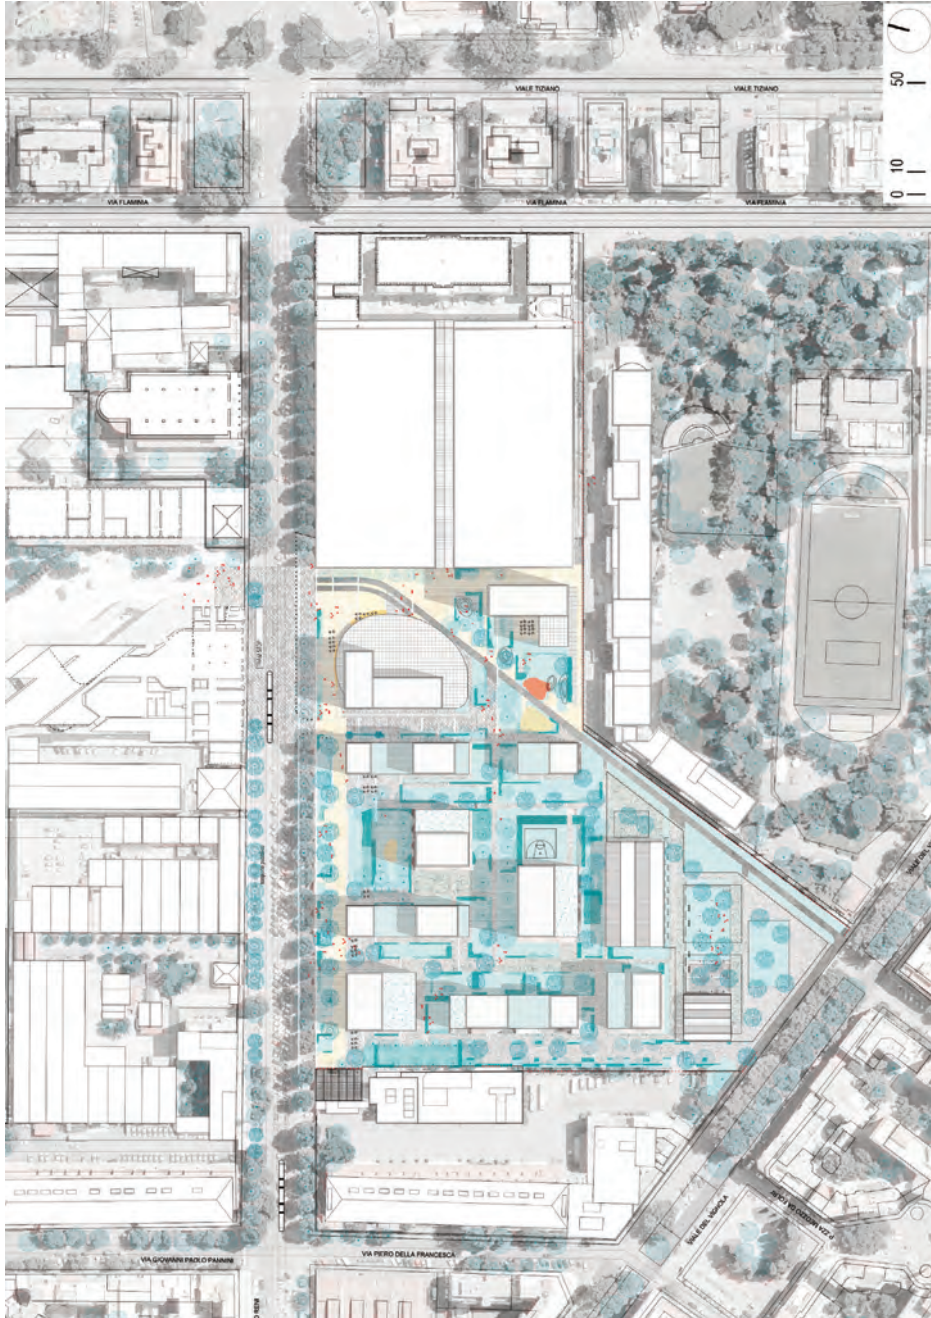 VIALE TIZIANO
VIALE TIZIANO
50
10
0
VIA FLAMINIA
VIA FLAMINIA
VIA FLAMINIA
VIALE DEL VIGNOLA
VIA GIOVANNI PAOLO PANNINI
VIA PIERO DELLA FRANCESCA